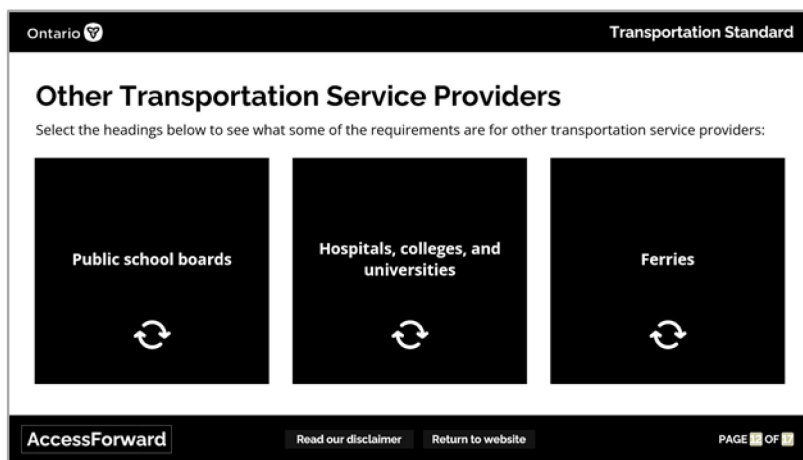 Ontario
Transportation Standard
Other Transportation Service Providers
Select the headings below to see what some of the requirements are for other transportation service providers:
Public school boards
Hospitals, colleges, and
universities
Ferries
AccessForward
Read our disclaimer
Return to website
PAGE 12 OF 17